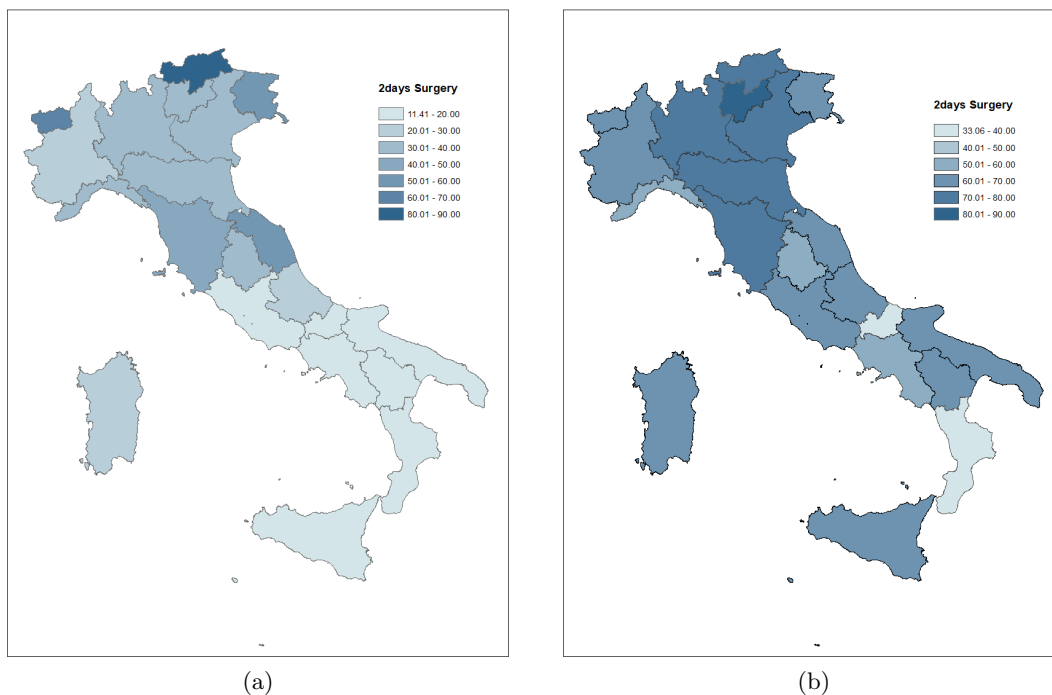 2days Surgery
11.41 - 20.00
20.01 - 30.00
30.01 - 40.00
40.01 - 50.00
50.01 - 60.00
60.01 - 70.00
80.01 - 90.00
2days Surgery
33.06 - 40.00
40.01 - 50.00
50.01 - 60.00
60.01 - 70.00
70.01 - 80.00
80.01 - 90.00
(a)
(b)